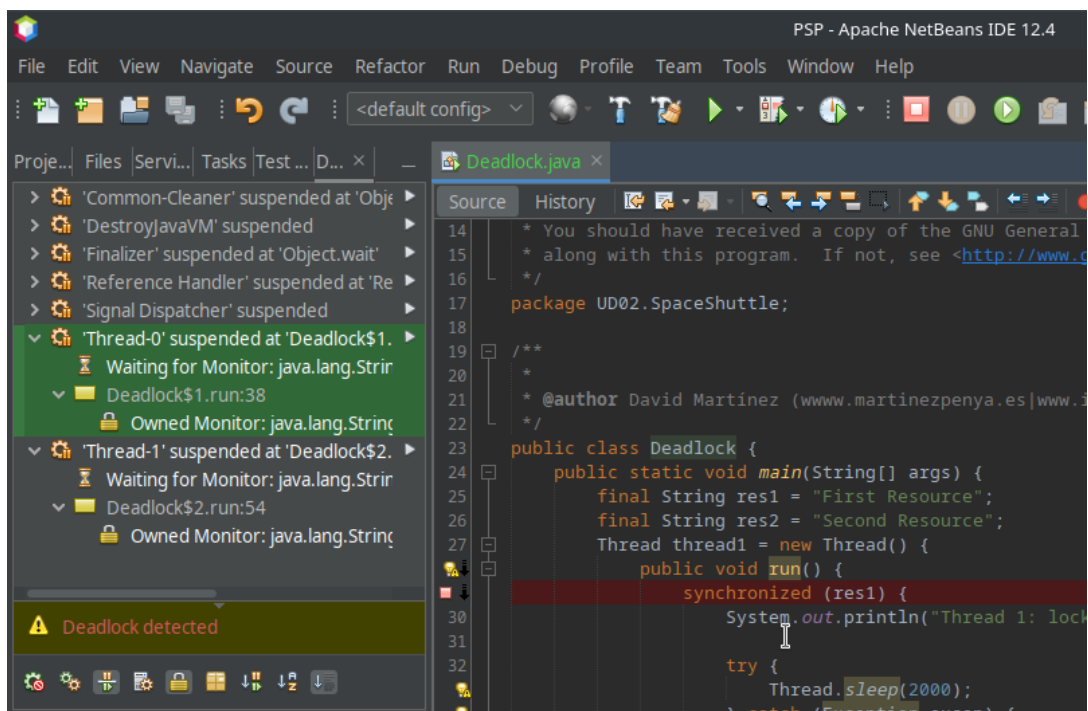 PSP - Apache NetBeans IDE 12.4
File Edit View Navigate Source Refactor Run Debug Profile Team Tools Window Help
<default config>
Proje... Files Servi... Tasks Test ... D... ×
'Common-Cleaner' suspended at 'Obje
'DestroyJavaVM' suspended
'Finalizer' suspended at 'Object.wait'
'Reference Handler' suspended at 'Re
'Signal Dispatcher' suspended
'Thread-0' suspended at 'Deadlock$1.
Waiting for Monitor: java.lang.Strin
Deadlock$1.run:38
Owned Monitor: java.lang.String
'Thread-1' suspended at 'Deadlock$2.
Waiting for Monitor: java.lang.Strin
Deadlock$2.run:54
Owned Monitor: java.lang.String
Deadlock detected
Deadlock.java ×
Source History
14 * You should have received a copy of the GNU General
15 * along with this program. If not, see <http://www.g
16 */
17 package UD02.SpaceShuttle;
18
19 /**
20 *
21 * @author David Martínez (wwww.martinezpenya.es|www.i
22 */
23 public class Deadlock {
24 public static void main(String[] args) {
25 final String res1 = "First Resource";
26 final String res2 = "Second Resource";
27 Thread thread1 = new Thread() {
public void run() {
synchronized (res1) {
30 System.out.println("Thread 1: lock
31
32 try {
Thread.sleep(2000);
} catch (Exception excep) {